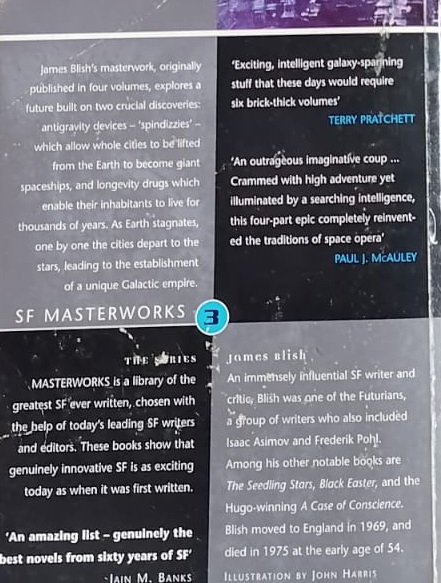 James Blish's masterwork, originally
published in four volumes, explores a
future built on two crucial discoveries:
antigravity devices – 'spindizzies' –
which allow whole cities to be lifted
from the Earth to become giant
spaceships, and longevity drugs which
enable their inhabitants to live for
thousands of years. As Earth stagnates,
one by one the cities depart to the
stars, leading to the establishment
of a unique Galactic empire.
'Exciting, intelligent galaxy-spanning
stuff that these days would require
six brick-thick volumes'
TERRY PRATCHETT
'An outrageous imaginative coup ...
Crammed with high adventure yet
illuminated by a searching intelligence,
this four-part epic completely reinvent-
ed the traditions of space opera'
PAUL J. McAULEY
SF MASTERWORKS 3
THE SERIES
MASTERWORKS is a library of the
greatest SF ever written, chosen with
the help of today's leading SF writers
and editors. These books show that
genuinely innovative SF is as exciting
today as when it was first written.
'An amazing list – genuinely the
best novels from sixty years of SF'
IAIN M. BANKS
James Blish
An immensely influential SF writer and
critic, Blish was one of the Futurians,
a group of writers who also included
Isaac Asimov and Frederik Pohl.
Among his other notable books are
The Seedling Stars, Black Easter, and the
Hugo-winning A Case of Conscience.
Blish moved to England in 1969, and
died in 1975 at the early age of 54.
ILLUSTRATION BY JOHN HARRIS